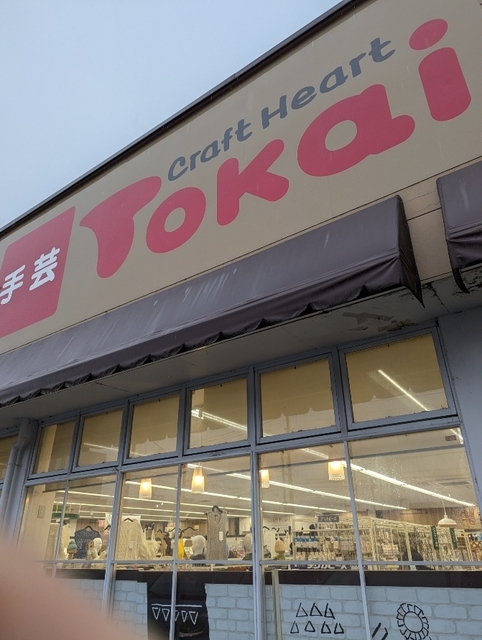 Craft Heart
手芸 Tokai